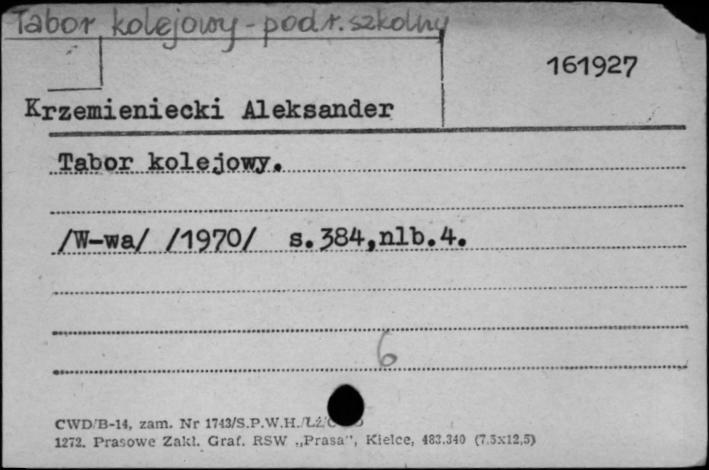 Tabor kolejowy - podr. szkolny
161927
Krzemieniecki Aleksander
Tabor kolejowy.
/W-wa/ /1970/ s.384,nlb.4.
6
CWD/B-14, zam. Nr 1743/S.P.W.H./Łź/
1272. Prasowe Zakł. Graf. RSW „Prasa", Kielce, 483.340 (7,5x12,5)